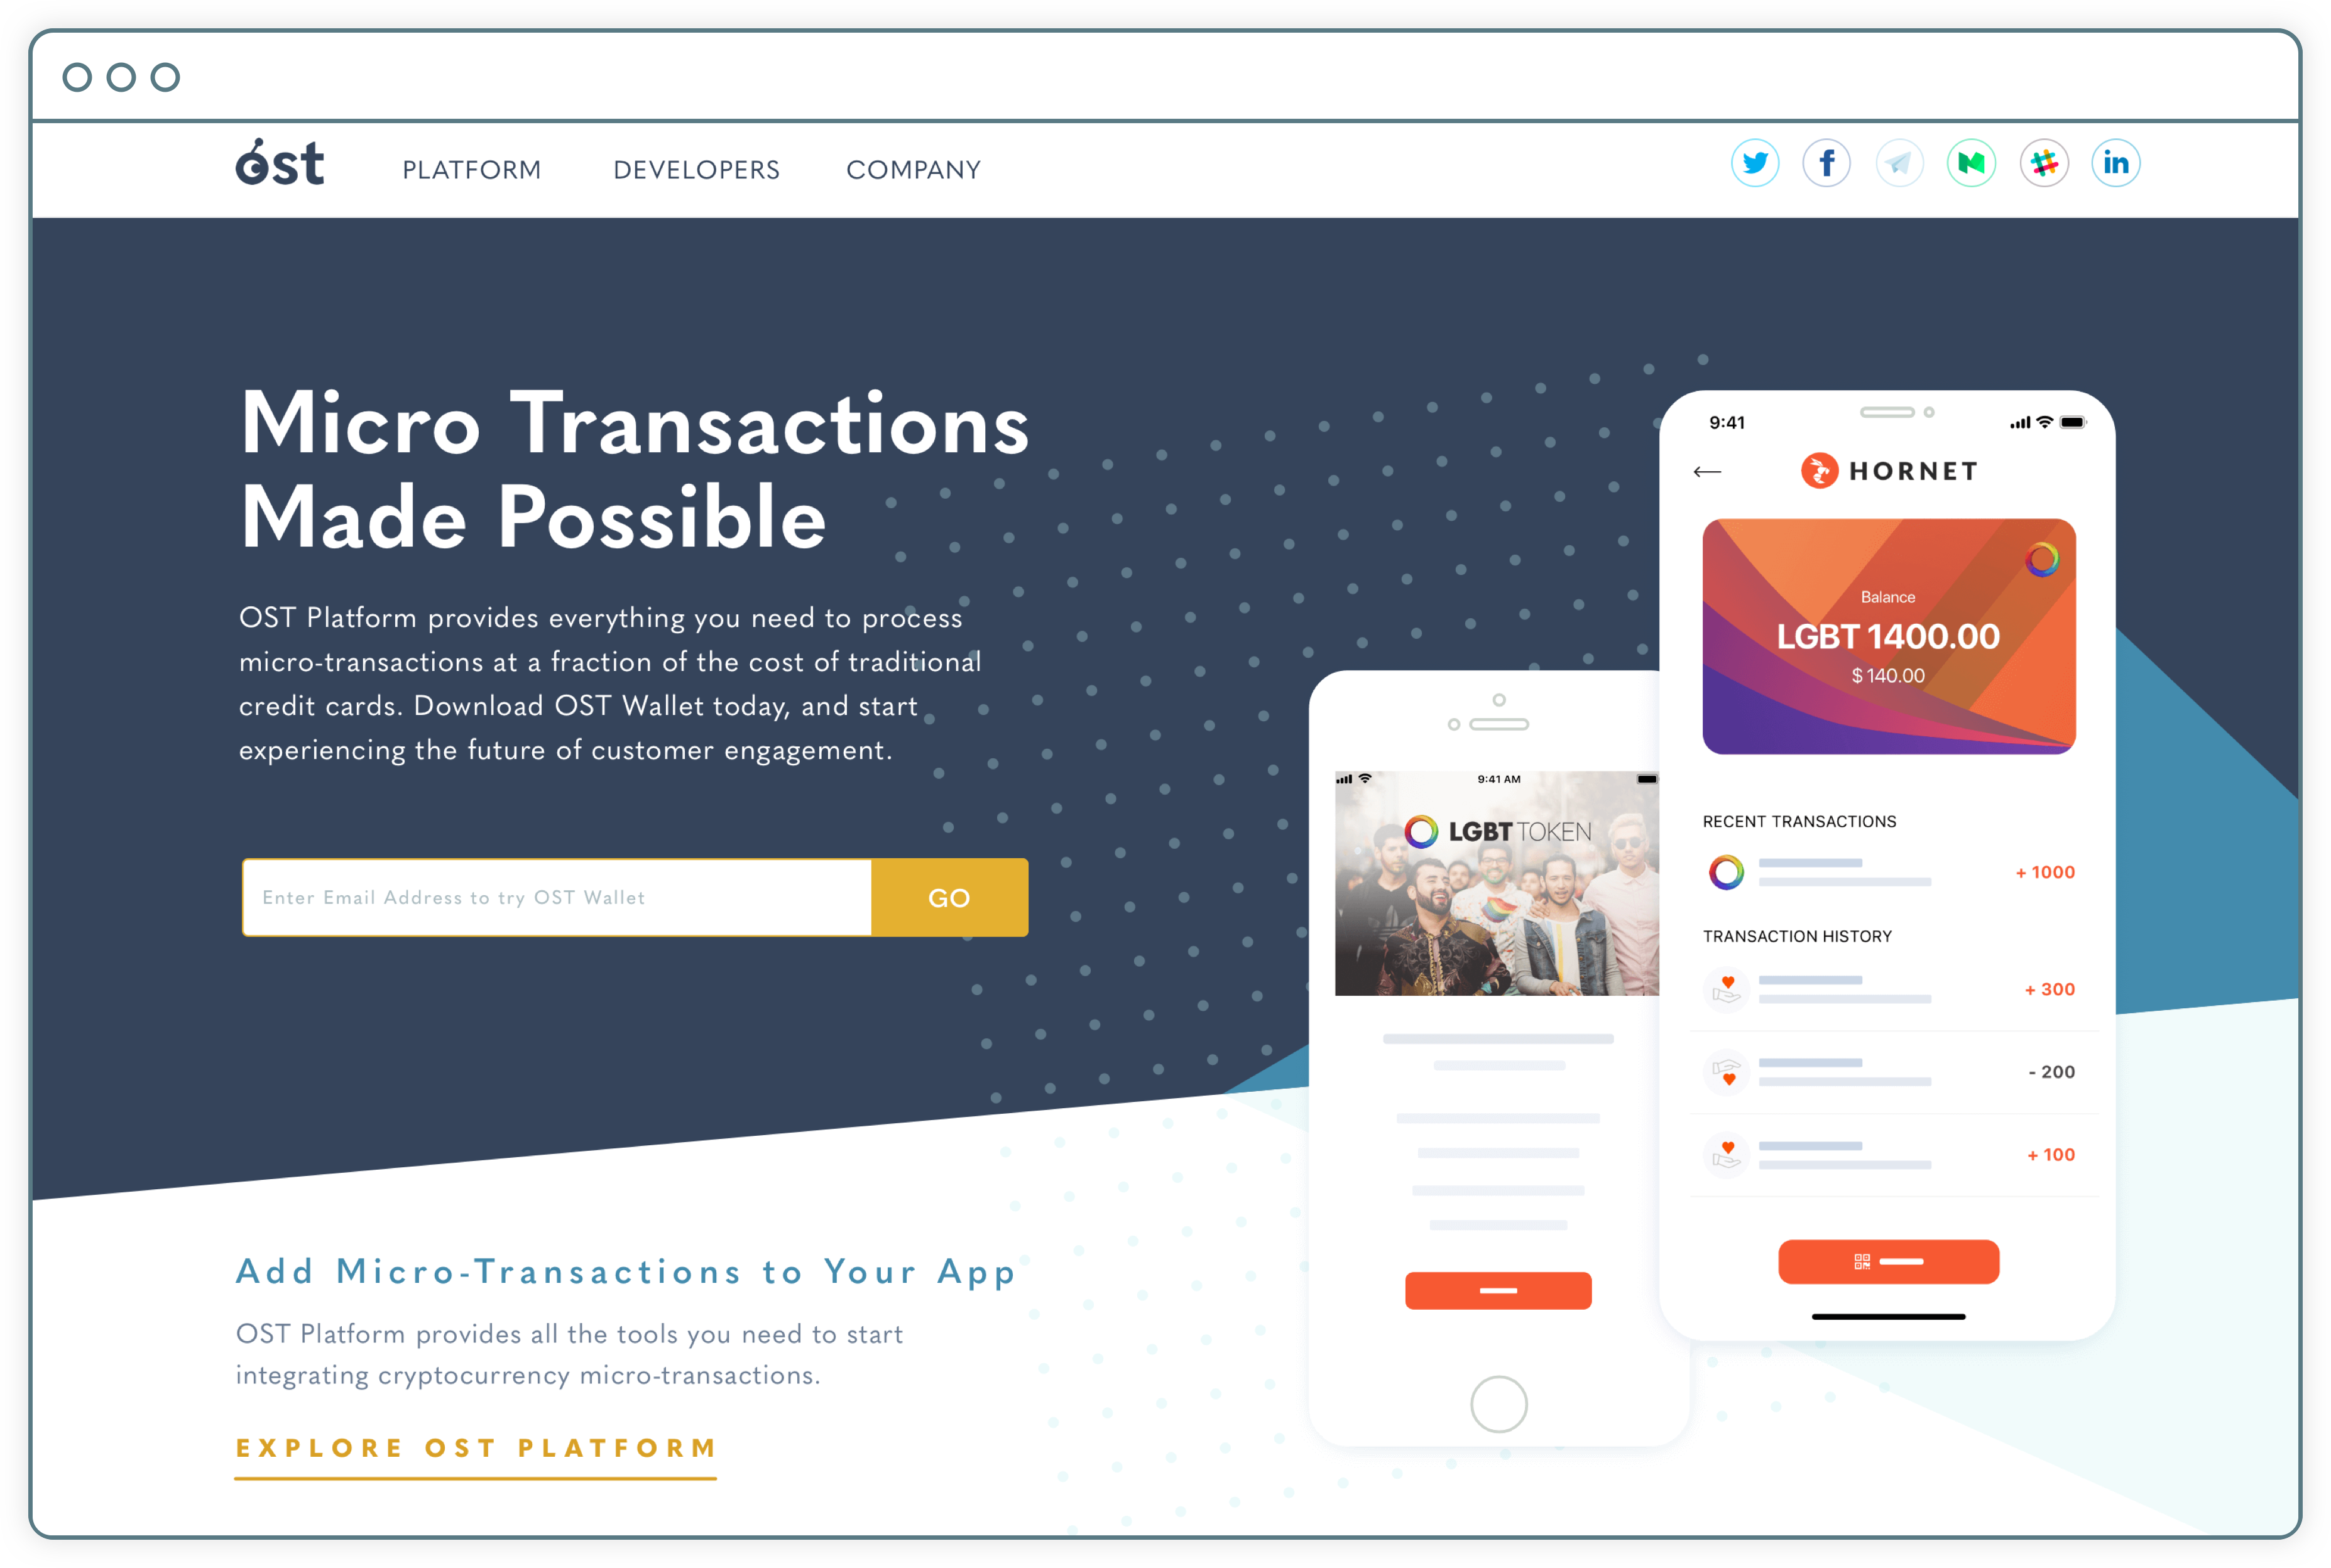 ost
PLATFORM
DEVELOPERS
COMPANY
Micro Transactions
Made Possible
OST Platform provides everything you need to process
micro-transactions at a fraction of the cost of traditional
credit cards. Download OST Wallet today, and start
experiencing the future of customer engagement.
Enter Email Address to try OST Wallet
GO
Add Micro-Transactions to Your App
OST Platform provides all the tools you need to start
integrating cryptocurrency micro-transactions.
EXPLORE OST PLATFORM
9:41 AM
LGBT TOKEN
9:41
HORNET
Balance
LGBT 1400.00
$ 140.00
RECENT TRANSACTIONS
+ 1000
TRANSACTION HISTORY
+ 300
- 200
+ 100